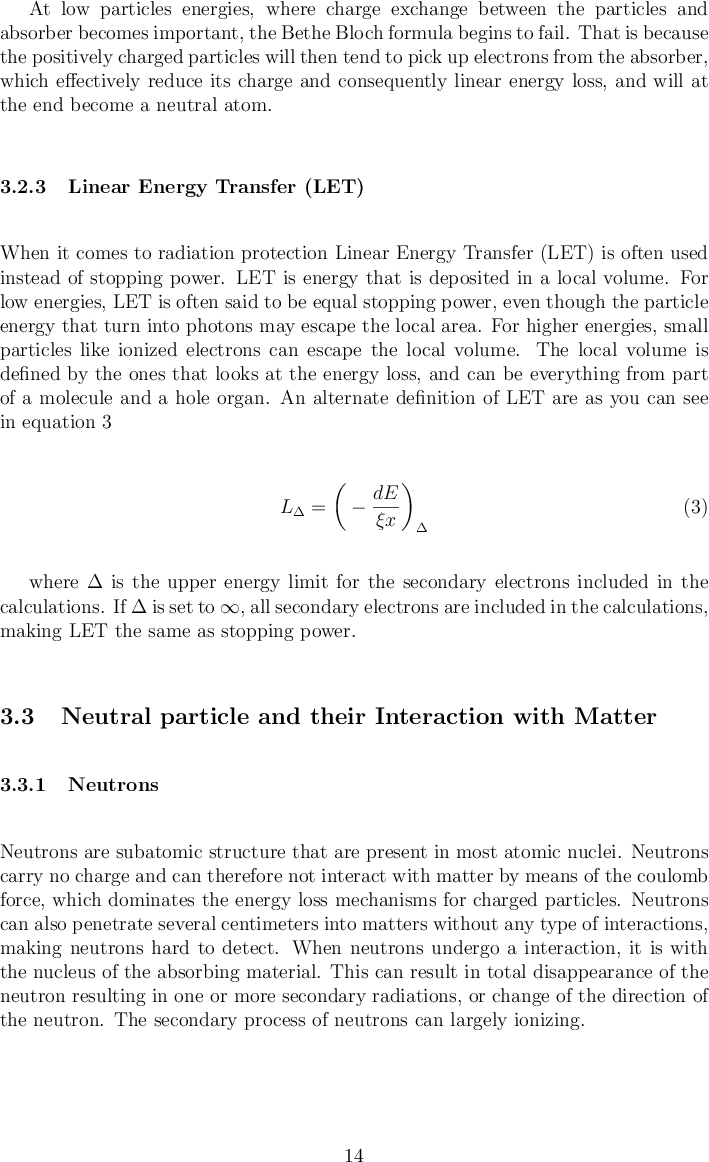 At low particles energies, where charge exchange between the particles and
absorber becomes important, the Bethe Bloch formula begins to fail. That is because
the positively charged particles will then tend to pick up electrons from the absorber,
which effectively reduce its charge and consequently linear energy loss, and will at
the end become a neutral atom.
3.2.3 Linear Energy Transfer (LET)
When it comes to radiation protection Linear Energy Transfer (LET) is often used
instead of stopping power. LET is energy that is deposited in a local volume. For
low energies, LET is often said to be equal stopping power, even though the particle
energy that turn into photons may escape the local area. For higher energies, small
particles like ionized electrons can escape the local volume. The local volume is
defined by the ones that looks at the energy loss, and can be everything from part
of a molecule and a hole organ. An alternate definition of LET are as you can see
in equation 3
L_Δ = ( − dE/ξx )_Δ (3)
where Δ is the upper energy limit for the secondary electrons included in the
calculations. If Δ is set to ∞, all secondary electrons are included in the calculations,
making LET the same as stopping power.
3.3 Neutral particle and their Interaction with Matter
3.3.1 Neutrons
Neutrons are subatomic structure that are present in most atomic nuclei. Neutrons
carry no charge and can therefore not interact with matter by means of the coulomb
force, which dominates the energy loss mechanisms for charged particles. Neutrons
can also penetrate several centimeters into matters without any type of interactions,
making neutrons hard to detect. When neutrons undergo a interaction, it is with
the nucleus of the absorbing material. This can result in total disappearance of the
neutron resulting in one or more secondary radiations, or change of the direction of
the neutron. The secondary process of neutrons can largely ionizing.
14